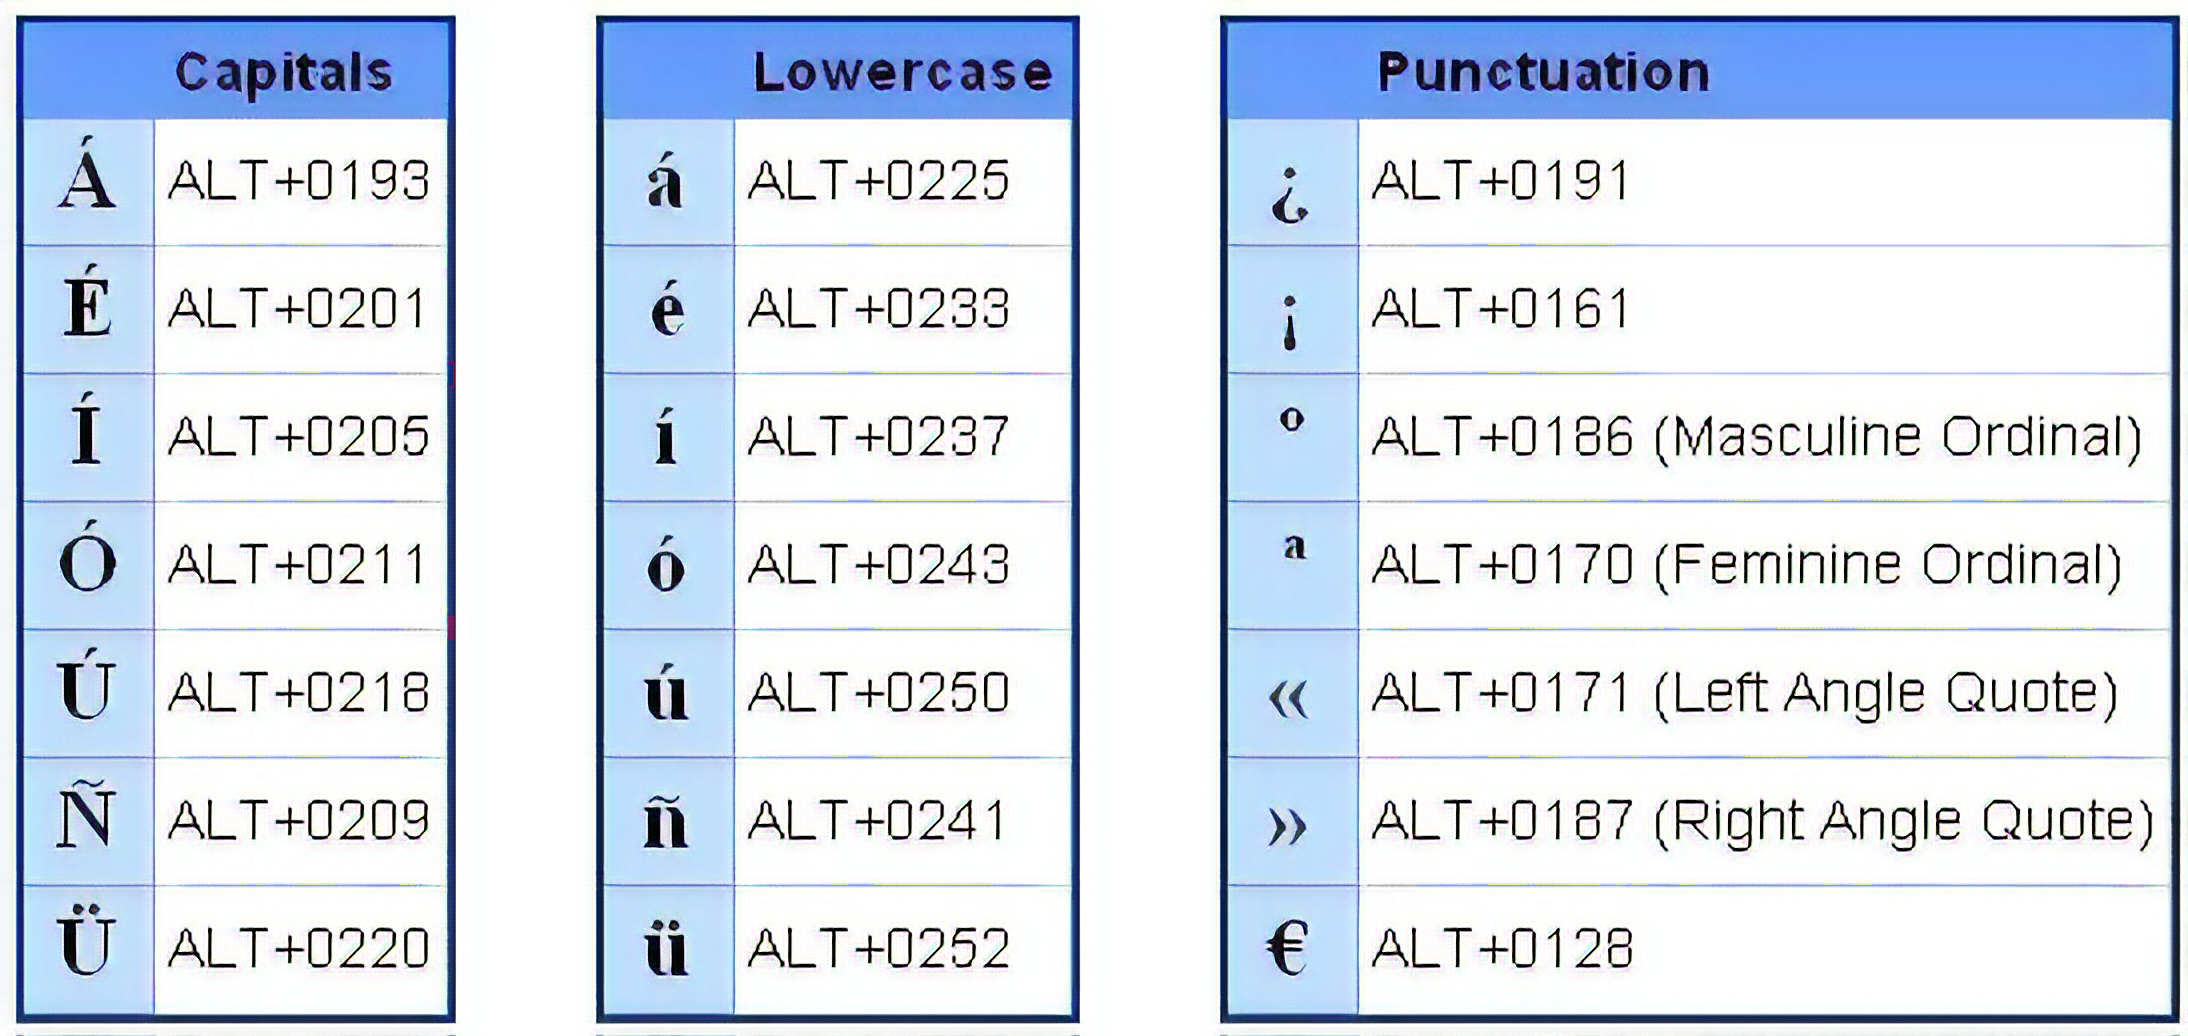 Capitals
Á ALT+0193
É ALT+0201
Í ALT+0205
Ó ALT+0211
Ú ALT+0218
Ñ ALT+0209
Ü ALT+0220
Lowercase
á ALT+0225
é ALT+0233
í ALT+0237
ó ALT+0243
ú ALT+0250
ñ ALT+0241
ü ALT+0252
Punctuation
¿ ALT+0191
¡ ALT+0161
º ALT+0186 (Masculine Ordinal)
ª ALT+0170 (Feminine Ordinal)
« ALT+0171 (Left Angle Quote)
» ALT+0187 (Right Angle Quote)
€ ALT+0128